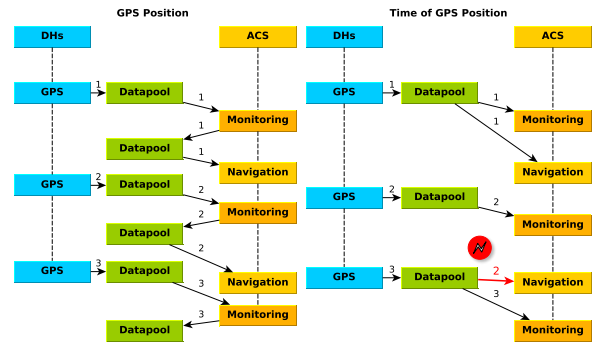 GPS Position
DHs
ACS
GPS
1
Datapool
1
Monitoring
1
Datapool
1
Navigation
GPS
2
Datapool
2
Monitoring
2
Datapool
2
GPS
3
Datapool
3
Navigation
Monitoring
3
Datapool
Time of GPS Position
DHs
ACS
GPS
1
Datapool
1
Monitoring
1
Navigation
GPS
2
Datapool
2
Monitoring
GPS
3
Datapool
2
Navigation
3
Monitoring